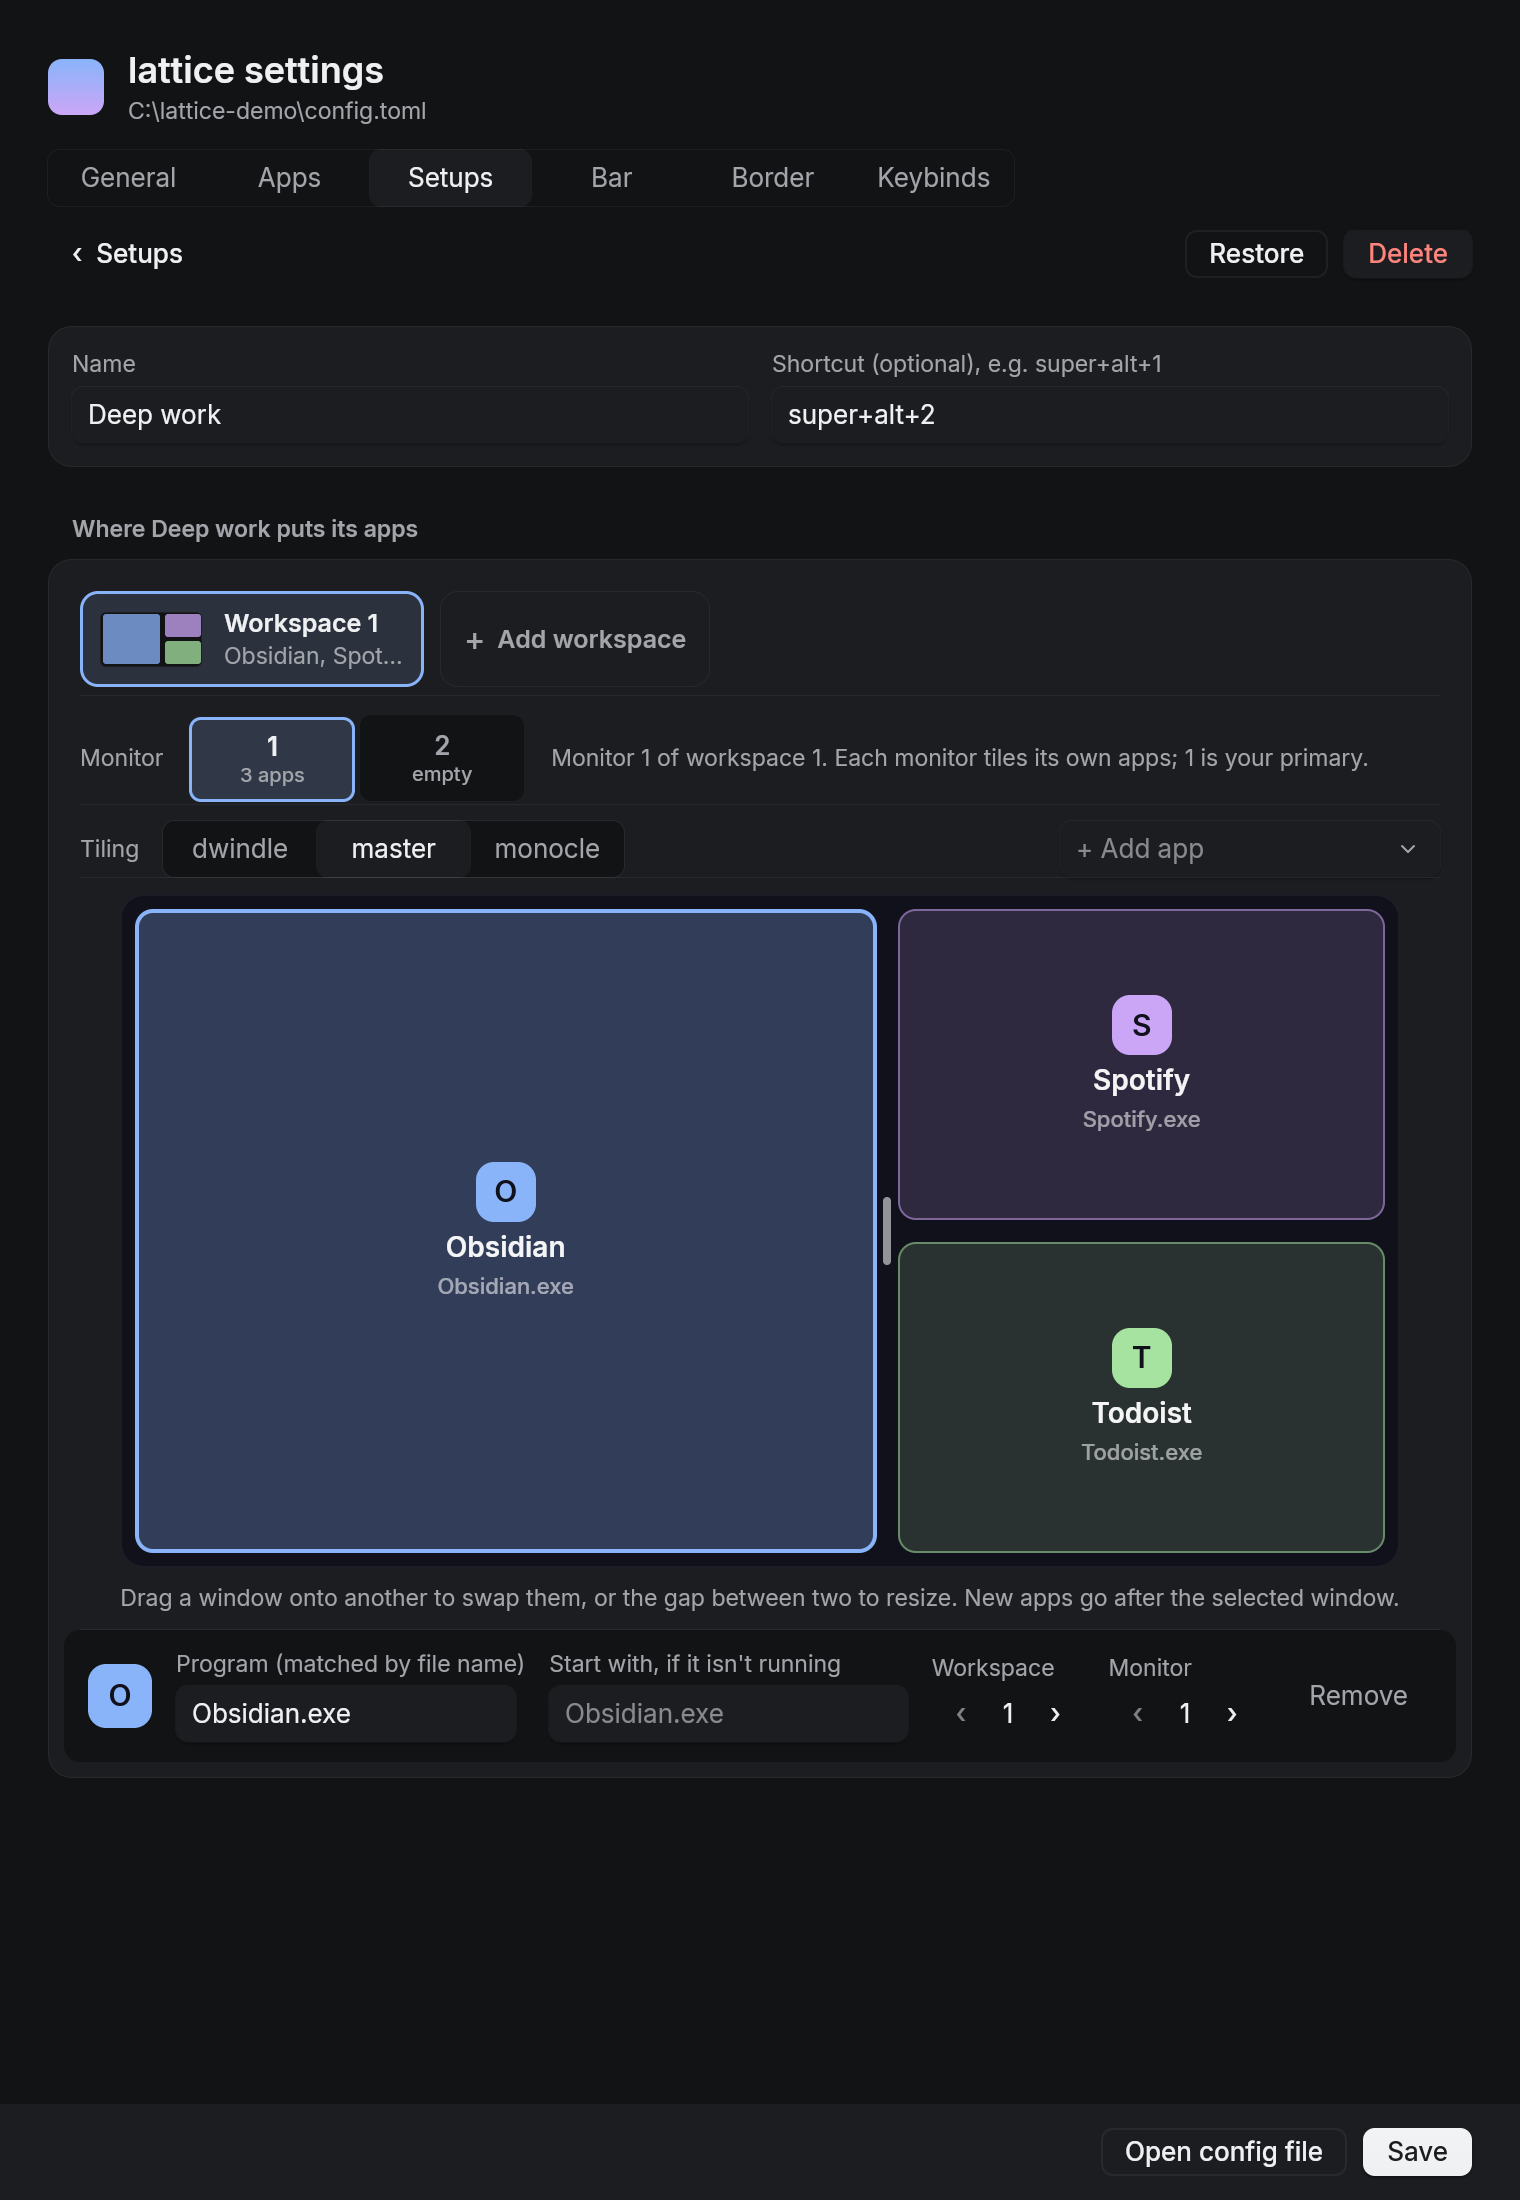 lattice settings
C:\lattice-demo\config.toml
General Apps Setups Bar Border Keybinds
‹ Setups Restore Delete
Name Shortcut (optional), e.g. super+alt+1
Deep work super+alt+2
Where Deep work puts its apps
Workspace 1
Obsidian, Spot...
+ Add workspace
Monitor
1
3 apps
2
empty
Monitor 1 of workspace 1. Each monitor tiles its own apps; 1 is your primary.
Tiling dwindle master monocle + Add app
O
Obsidian
Obsidian.exe
S
Spotify
Spotify.exe
T
Todoist
Todoist.exe
Drag a window onto another to swap them, or the gap between two to resize. New apps go after the selected window.
O
Program (matched by file name) Start with, if it isn't running Workspace Monitor
Obsidian.exe Obsidian.exe ‹ 1 › ‹ 1 ›
Remove
Open config file Save